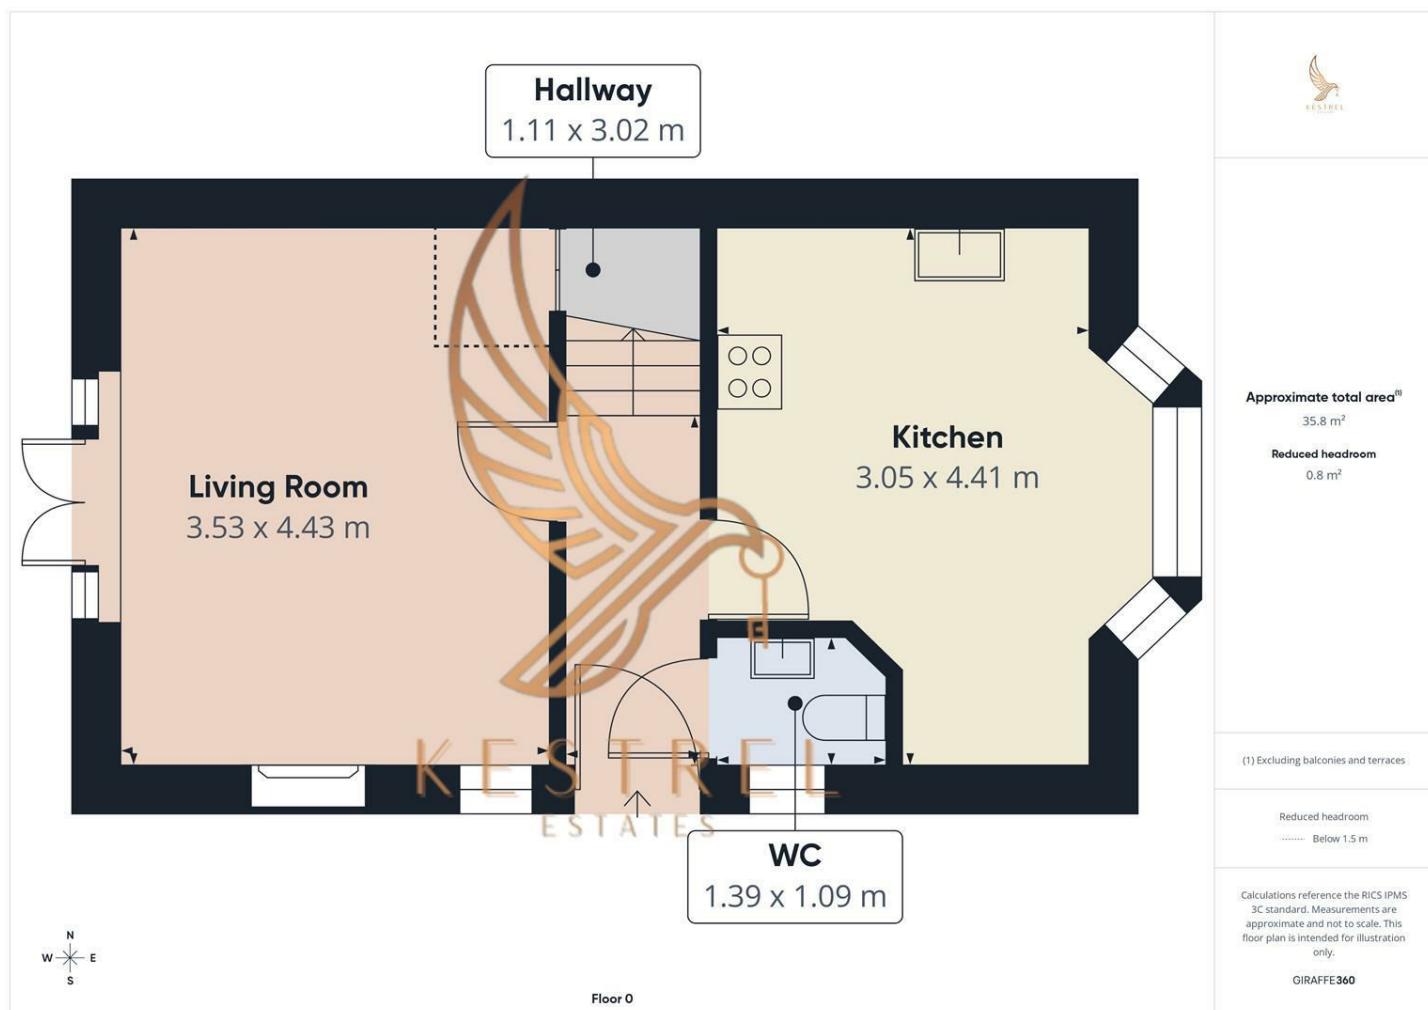 Hallway
1.11 x 3.02 m
KESTREL
Living Room
3.53 x 4.43 m
Kitchen
3.05 x 4.41 m
KESTREL
ESTATES
WC
1.39 x 1.09 m
N
W E
S
Floor 0
Approximate total area(1)
35.8 m²
Reduced headroom
0.8 m²
(1) Excluding balconies and terraces
Reduced headroom
Below 1.5 m
Calculations reference the RICS IPMS
3C standard. Measurements are
approximate and not to scale. This
floor plan is intended for illustration
only.
GIRAFFE360